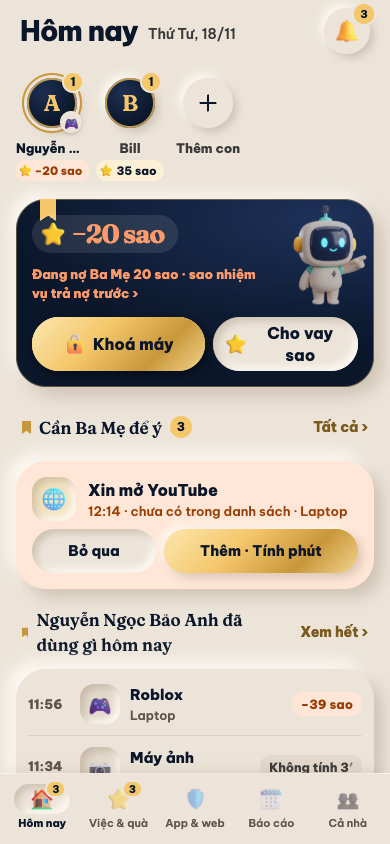 Hôm nay Thứ Tư, 18/11
3
A 1
B 1
Nguyễn ...
Bill
Thêm con
−20 sao
35 sao
−20 sao
Đang nợ Ba Mẹ 20 sao · sao nhiệm
vụ trả nợ trước ›
Khoá máy
Cho vay
sao
Cần Ba Mẹ để ý 3
Tất cả ›
Xin mở YouTube
12:14 · chưa có trong danh sách · Laptop
Bỏ qua
Thêm · Tính phút
Nguyễn Ngọc Bảo Anh đã
dùng gì hôm nay
Xem hết ›
11:56
Roblox
Laptop
−39 sao
11:34
Máy ảnh
Không tính 3′
3
3
Hôm nay
Việc & quà
App & web
Báo cáo
Cả nhà